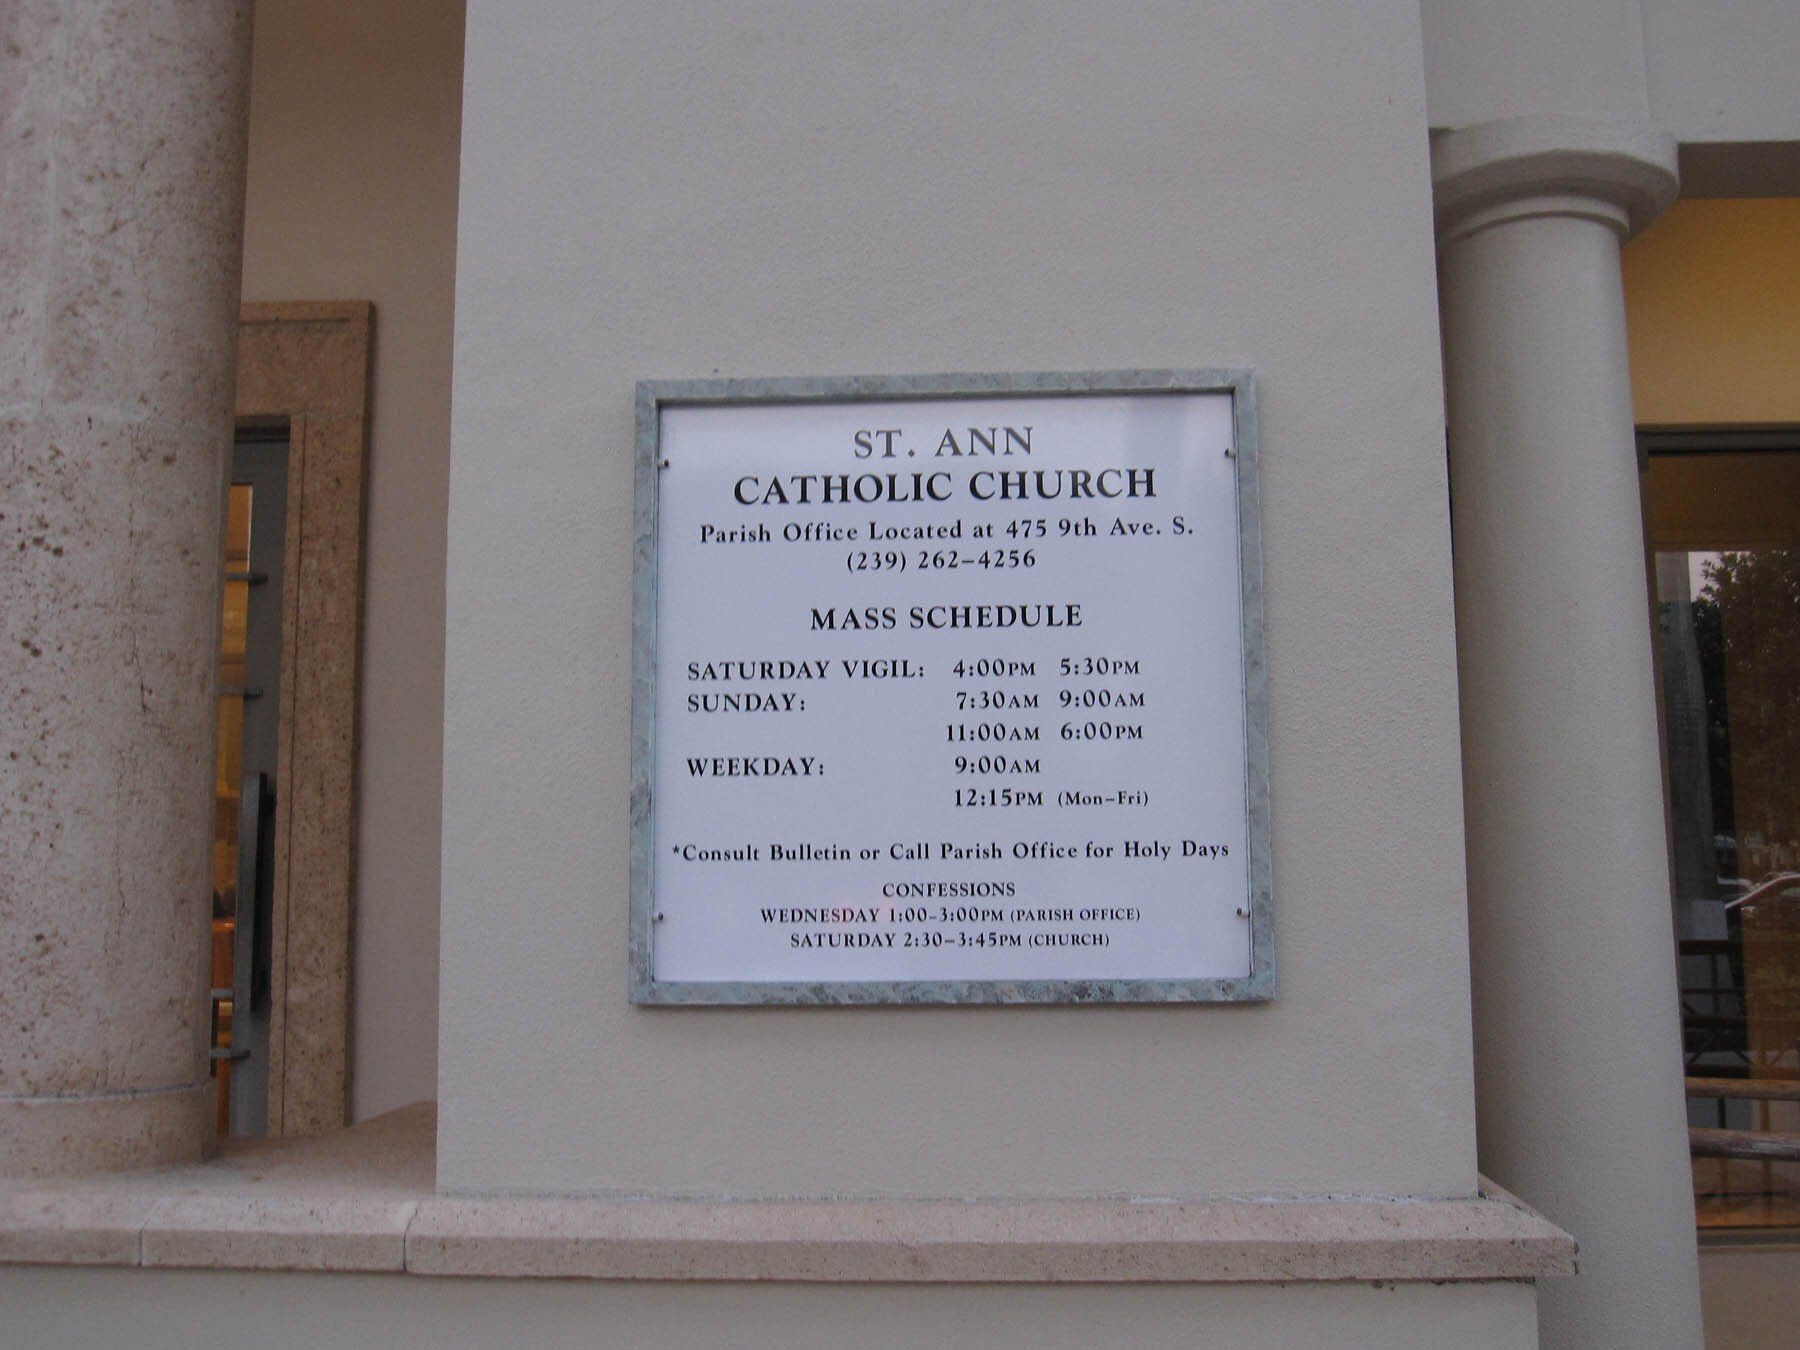 ST. ANN
CATHOLIC CHURCH
Parish Office Located at 475 9th Ave. S.
(239) 262-4256
MASS SCHEDULE
SATURDAY VIGIL: 4:00PM 5:30PM
SUNDAY: 7:30AM 9:00AM
11:00AM 6:00PM
WEEKDAY: 9:00AM
12:15PM (Mon-Fri)
*Consult Bulletin or Call Parish Office for Holy Days
CONFESSIONS
WEDNESDAY 1:00-3:00PM (PARISH OFFICE)
SATURDAY 2:30-3:45PM (CHURCH)